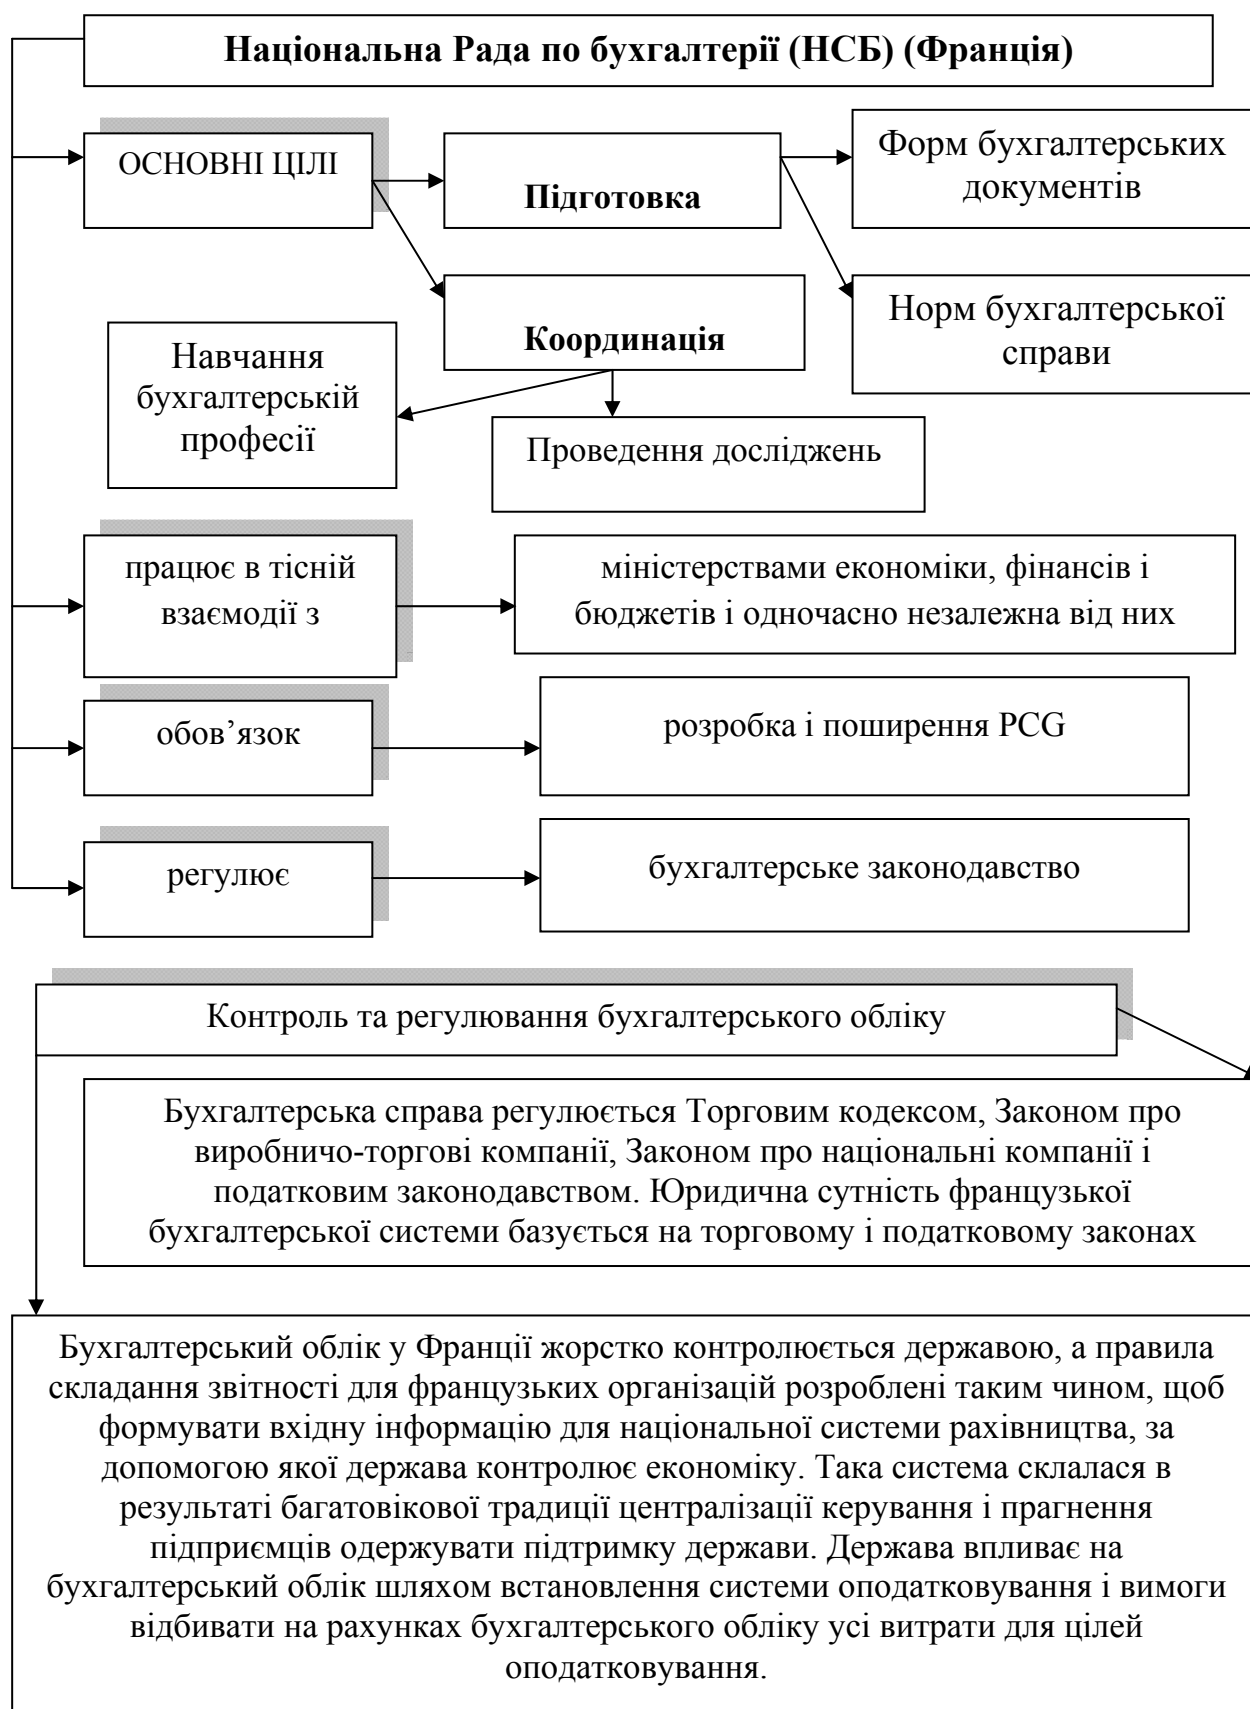 Національна Рада по бухгалтерії (НСБ) (Франція)
ОСНОВНІ ЦІЛІ
Підготовка
Форм бухгалтерських
документів
Норм бухгалтерської
справи
Координація
Навчання
бухгалтерській
професії
Проведення досліджень
працює в тісній
взаємодії з
міністерствами економіки, фінансів і
бюджетів і одночасно незалежна від них
обов’язок
розробка і поширення PCG
регулює
бухгалтерське законодавство
Контроль та регулювання бухгалтерського обліку
Бухгалтерська справа регулюється Торговим кодексом, Законом про
виробничо-торгові компанії, Законом про національні компанії і
податковим законодавством. Юридична сутність французької
бухгалтерської системи базується на торговому і податковому законах
Бухгалтерський облік у Франції жорстко контролюється державою, а правила
складання звітності для французьких організацій розроблені таким чином, щоб
формувати вхідну інформацію для національної системи рахівництва, за
допомогою якої держава контролює економіку. Така система склалася в
результаті багатовікової традиції централізації керування і прагнення
підприємців одержувати підтримку держави. Держава впливає на
бухгалтерський облік шляхом встановлення системи оподатковування і вимоги
відбивати на рахунках бухгалтерського обліку усі витрати для цілей
оподатковування.